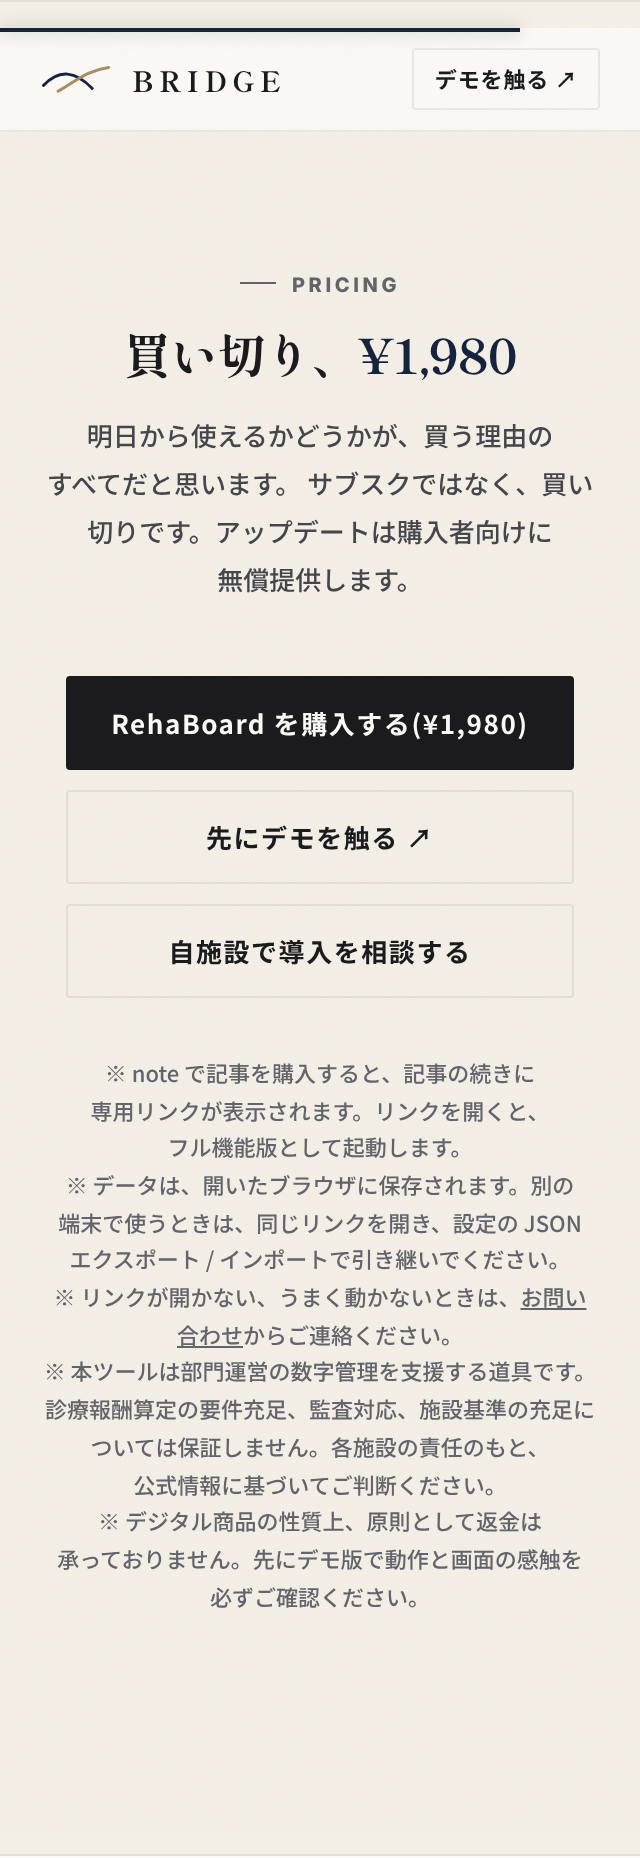 BRIDGE
デモを触る ↗
PRICING
買い切り、¥1,980
明日から使えるかどうかが、買う理由の
すべてだと思います。 サブスクではなく、買い
切りです。アップデートは購入者向けに
無償提供します。
RehaBoard を購入する(¥1,980)
先にデモを触る ↗
自施設で導入を相談する
※ note で記事を購入すると、記事の続きに
専用リンクが表示されます。リンクを開くと、
フル機能版として起動します。
※ データは、開いたブラウザに保存されます。別の
端末で使うときは、同じリンクを開き、設定の JSON
エクスポート / インポートで引き継いでください。
※ リンクが開かない、うまく動かないときは、お問い
合わせからご連絡ください。
※ 本ツールは部門運営の数字管理を支援する道具です。
診療報酬算定の要件充足、監査対応、施設基準の充足に
ついては保証しません。各施設の責任のもと、
公式情報に基づいてご判断ください。
※ デジタル商品の性質上、原則として返金は
承っておりません。先にデモ版で動作と画面の感触を
必ずご確認ください。